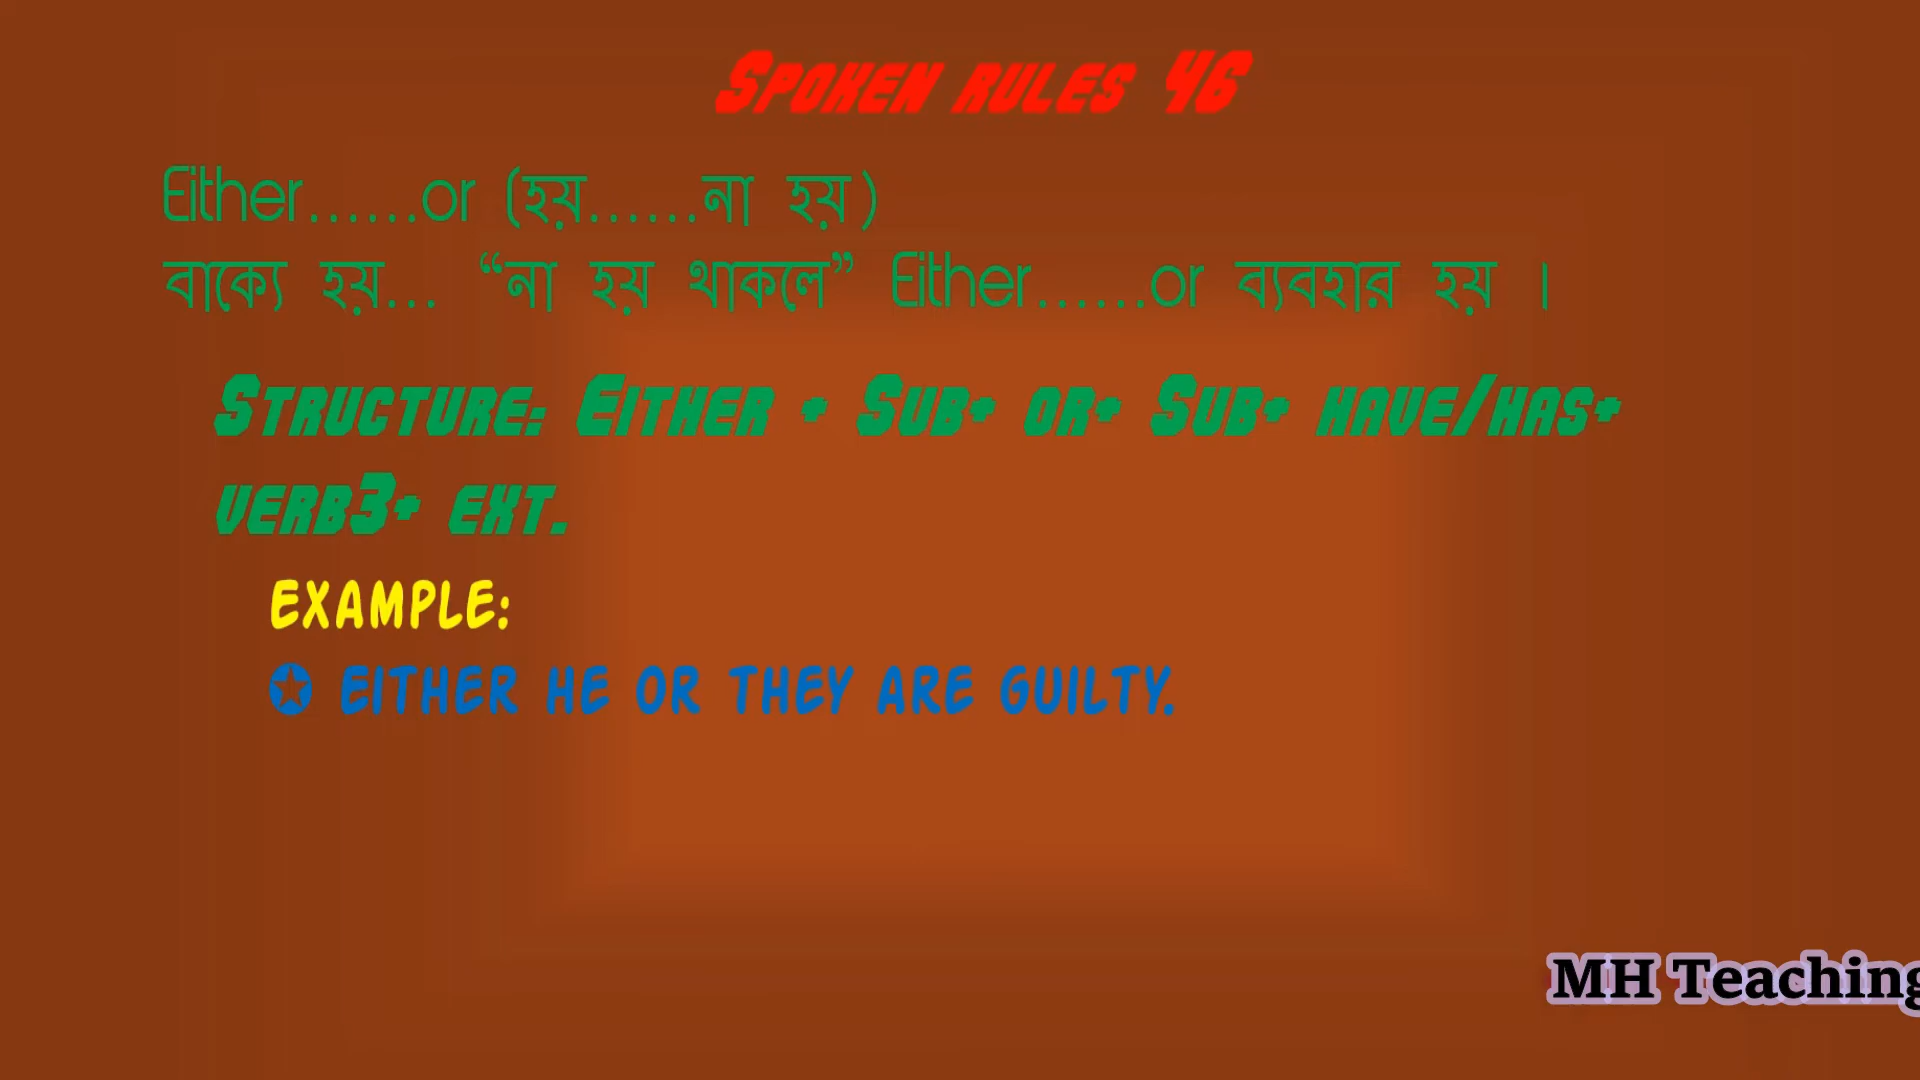 Spoken rules 46
Either......or (হয়......না হয়)
বাক্যে হয়... “না হয় থাকলে” Either......or ব্যবহার হয় ।
Structure: Either + Sub+ or+ Sub+ have/has+
verb3+ ext.
EXAMPLE:
✪ EITHER HE OR THEY ARE GUILTY.
MH Teaching